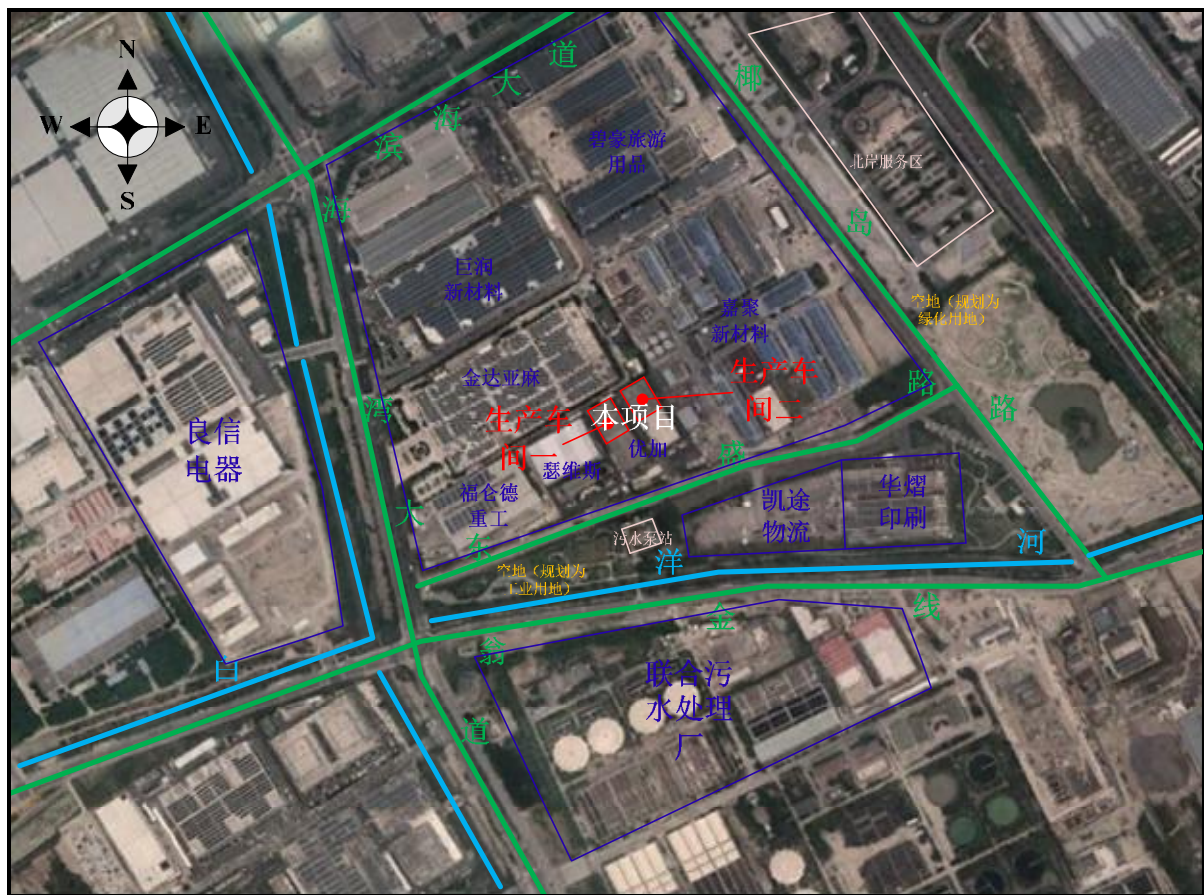 N
W
E
S
滨海大道
椰岛路
海湾大道
碧豪旅游
用品
北岸服务区
巨润
新材料
空地（规划为
绿化用地）
嘉聚
新材料
金达亚麻
生产车
间二
生产车
间一
本项目
良信
电器
优加
瑟维斯
福仑德
重工
东盛路
凯途
物流
华熠
印刷
污水泵站
空地（规划为
工业用地）
白洋河
翁金线
联合污
水处理
厂